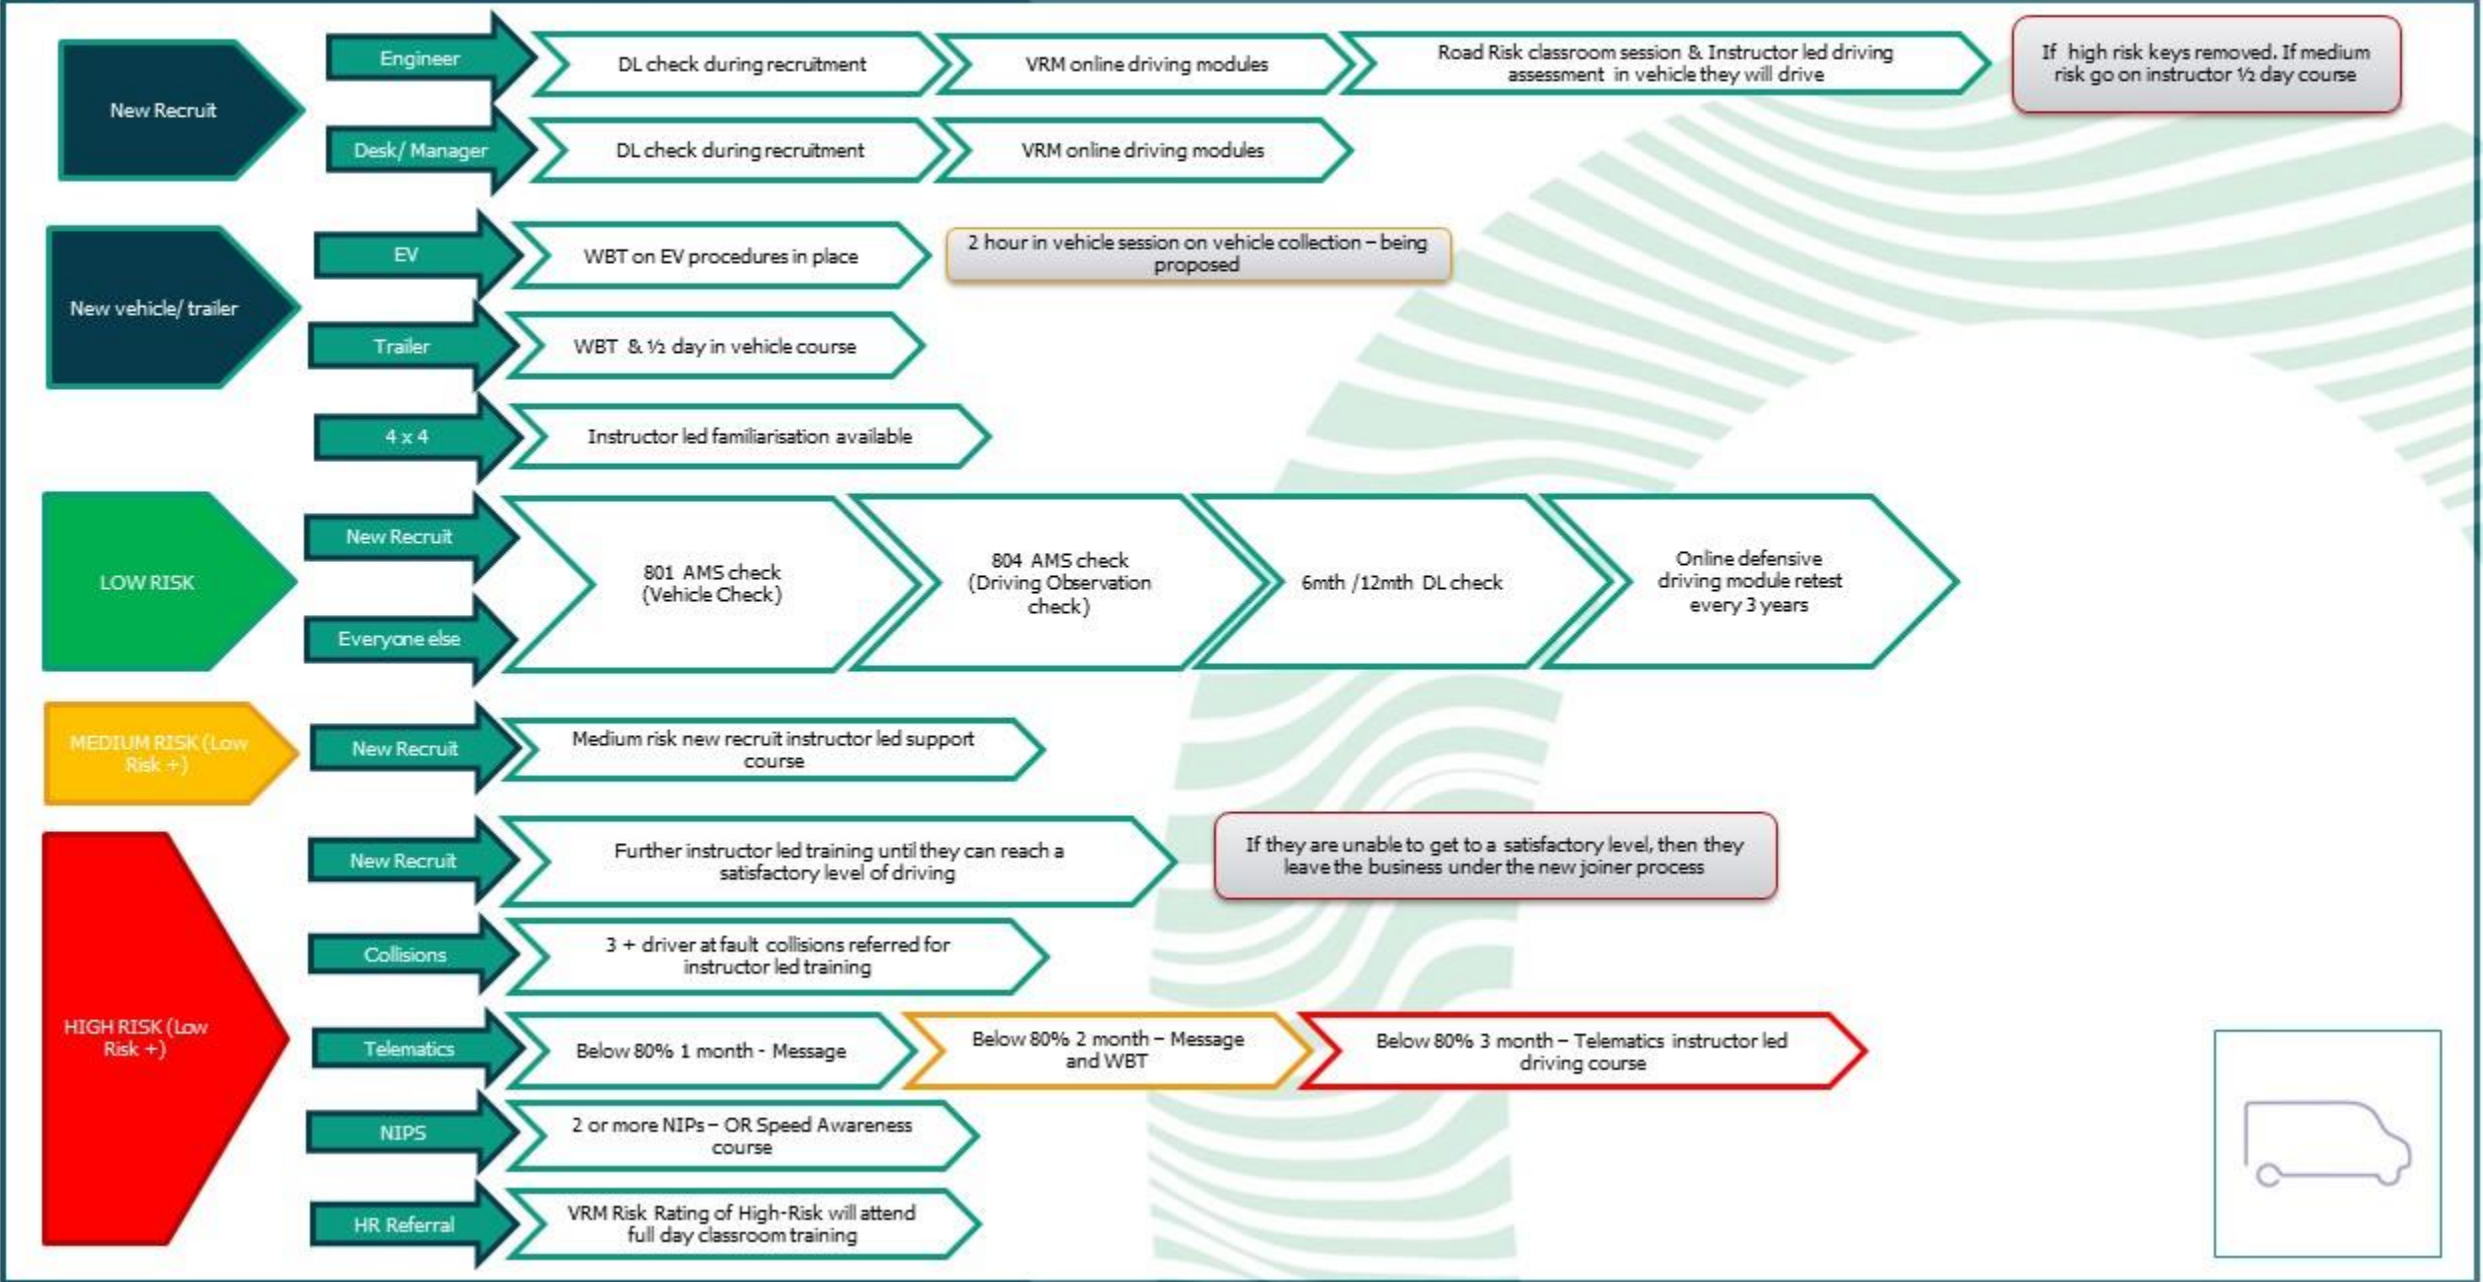 New Recruit
Engineer
DL check during recruitment
VRM online driving modules
Road Risk classroom session & Instructor led driving
assessment in vehicle they will drive
If high risk keys removed. If medium
risk go on instructor ½ day course
Desk/ Manager
DL check during recruitment
VRM online driving modules
New vehicle/ trailer
EV
WBT on EV procedures in place
2 hour in vehicle session on vehicle collection – being
proposed
Trailer
WBT & ½ day in vehicle course
4 x 4
Instructor led familiarisation available
LOW RISK
New Recruit
Everyone else
801 AMS check
(Vehicle Check)
804 AMS check
(Driving Observation
check)
6mth /12mth DL check
Online defensive
driving module retest
every 3 years
MEDIUM RISK (Low
Risk +)
New Recruit
Medium risk new recruit instructor led support
course
HIGH RISK (Low
Risk +)
New Recruit
Further instructor led training until they can reach a
satisfactory level of driving
If they are unable to get to a satisfactory level, then they
leave the business under the new joiner process
Collisions
3 + driver at fault collisions referred for
instructor led training
Telematics
Below 80% 1 month - Message
Below 80% 2 month – Message
and WBT
Below 80% 3 month – Telematics instructor led
driving course
NIPS
2 or more NIPs – OR Speed Awareness
course
HR Referral
VRM Risk Rating of High-Risk will attend
full day classroom training